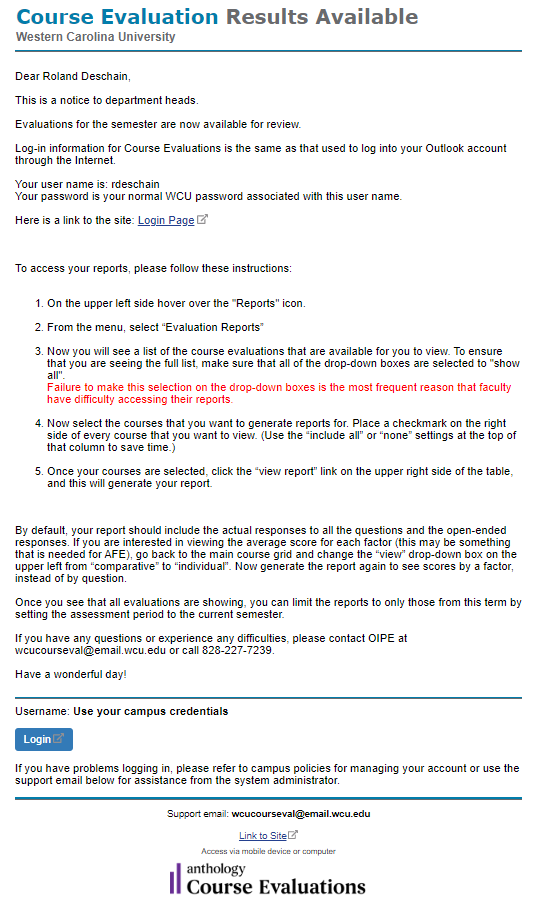 Course Evaluation Results Available
Western Carolina University
Dear Roland Deschain,
This is a notice to department heads.
Evaluations for the semester are now available for review.
Log-in information for Course Evaluations is the same as that used to log into your Outlook account
through the Internet.
Your user name is: rdeschain
Your password is your normal WCU password associated with this user name.
Here is a link to the site: Login Page
To access your reports, please follow these instructions:
1. On the upper left side hover over the "Reports" icon.
2. From the menu, select “Evaluation Reports”
3. Now you will see a list of the course evaluations that are available for you to view. To ensure
that you are seeing the full list, make sure that all of the drop-down boxes are selected to "show
all".
Failure to make this selection on the drop-down boxes is the most frequent reason that faculty
have difficulty accessing their reports.
4. Now select the courses that you want to generate reports for. Place a checkmark on the right
side of every course that you want to view. (Use the “include all” or “none” settings at the top of
that column to save time.)
5. Once your courses are selected, click the “view report” link on the upper right side of the table,
and this will generate your report.
By default, your report should include the actual responses to all the questions and the open-ended
responses. If you are interested in viewing the average score for each factor (this may be something
that is needed for AFE), go back to the main course grid and change the “view” drop-down box on the
upper left from “comparative” to “individual”. Now generate the report again to see scores by a factor,
instead of by question.
Once you see that all evaluations are showing, you can limit the reports to only those from this term by
setting the assessment period to the current semester.
If you have any questions or experience any difficulties, please contact OIPE at
wcucourseval@email.wcu.edu or call 828-227-7239.
Have a wonderful day!
Username: Use your campus credentials
Login
If you have problems logging in, please refer to campus policies for managing your account or use the
support email below for assistance from the system administrator.
Support email: wcucourseval@email.wcu.edu
Link to Site
Access via mobile device or computer
anthology
Course Evaluations